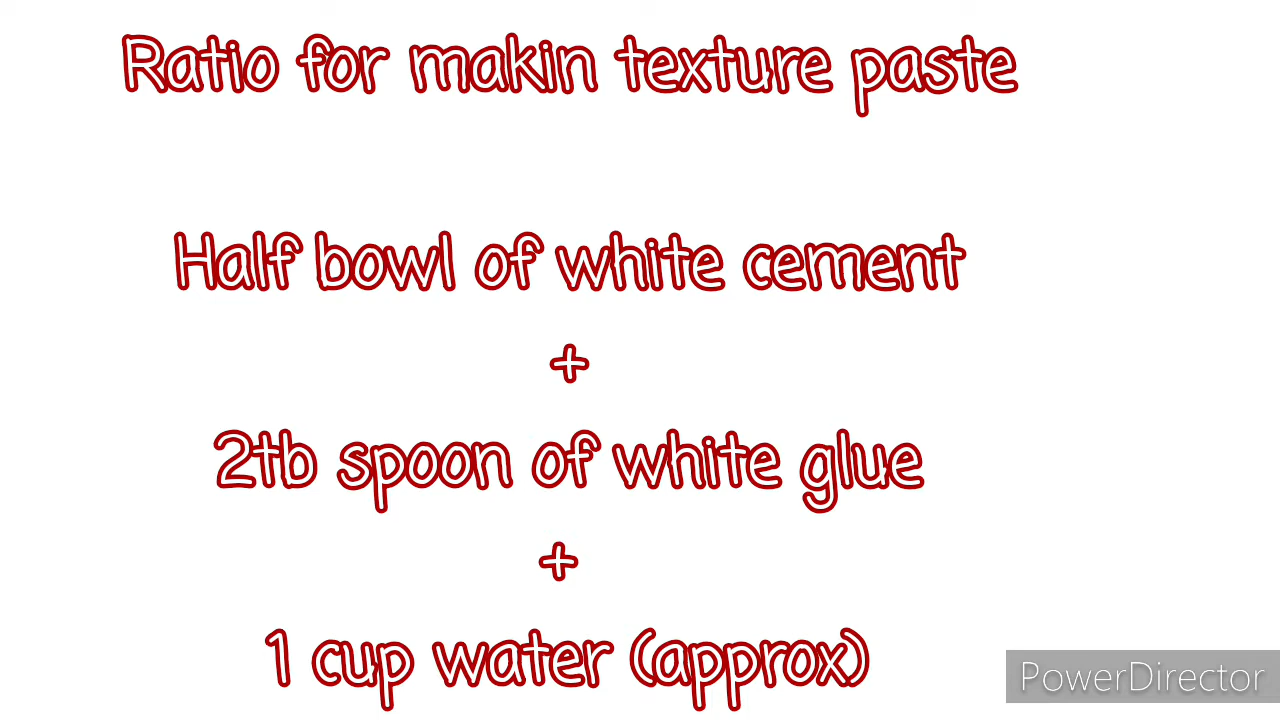 Ratio for makin texture paste
Half bowl of white cement
+
2tb spoon of white glue
+
1 cup water (approx)
PowerDirector